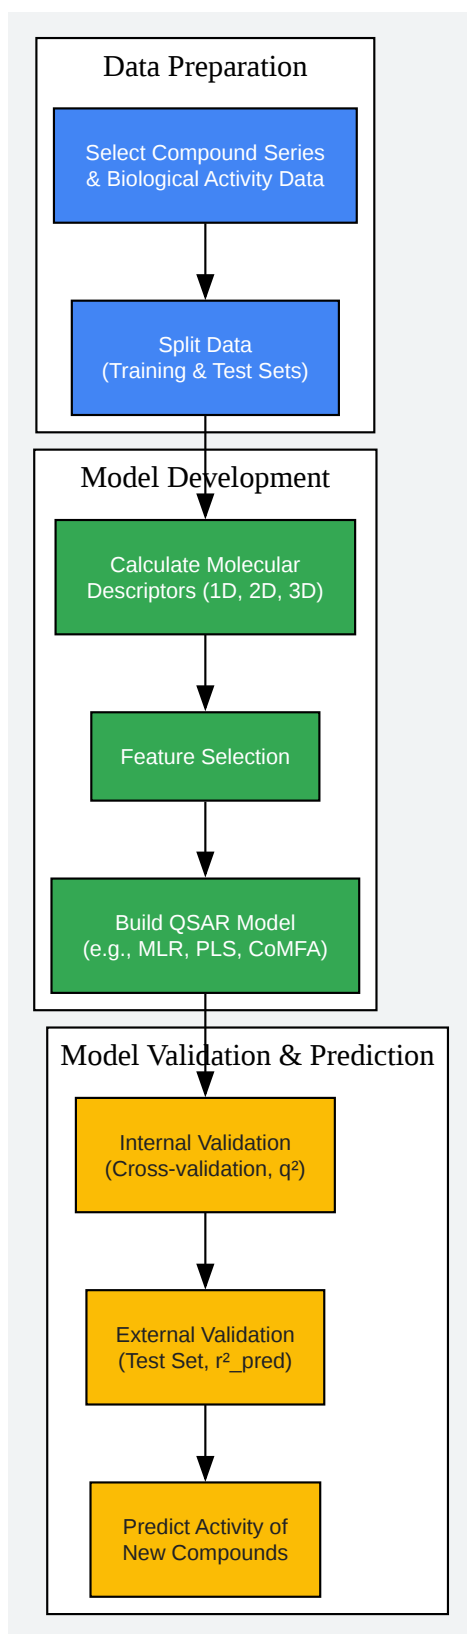 Data Preparation
Select Compound Series
& Biological Activity Data
Split Data
(Training & Test Sets)
Model Development
Calculate Molecular
Descriptors (1D, 2D, 3D)
Feature Selection
Build QSAR Model
(e.g., MLR, PLS, CoMFA)
Model Validation & Prediction
Internal Validation
(Cross-validation, q²)
External Validation
(Test Set, r²_pred)
Predict Activity of
New Compounds